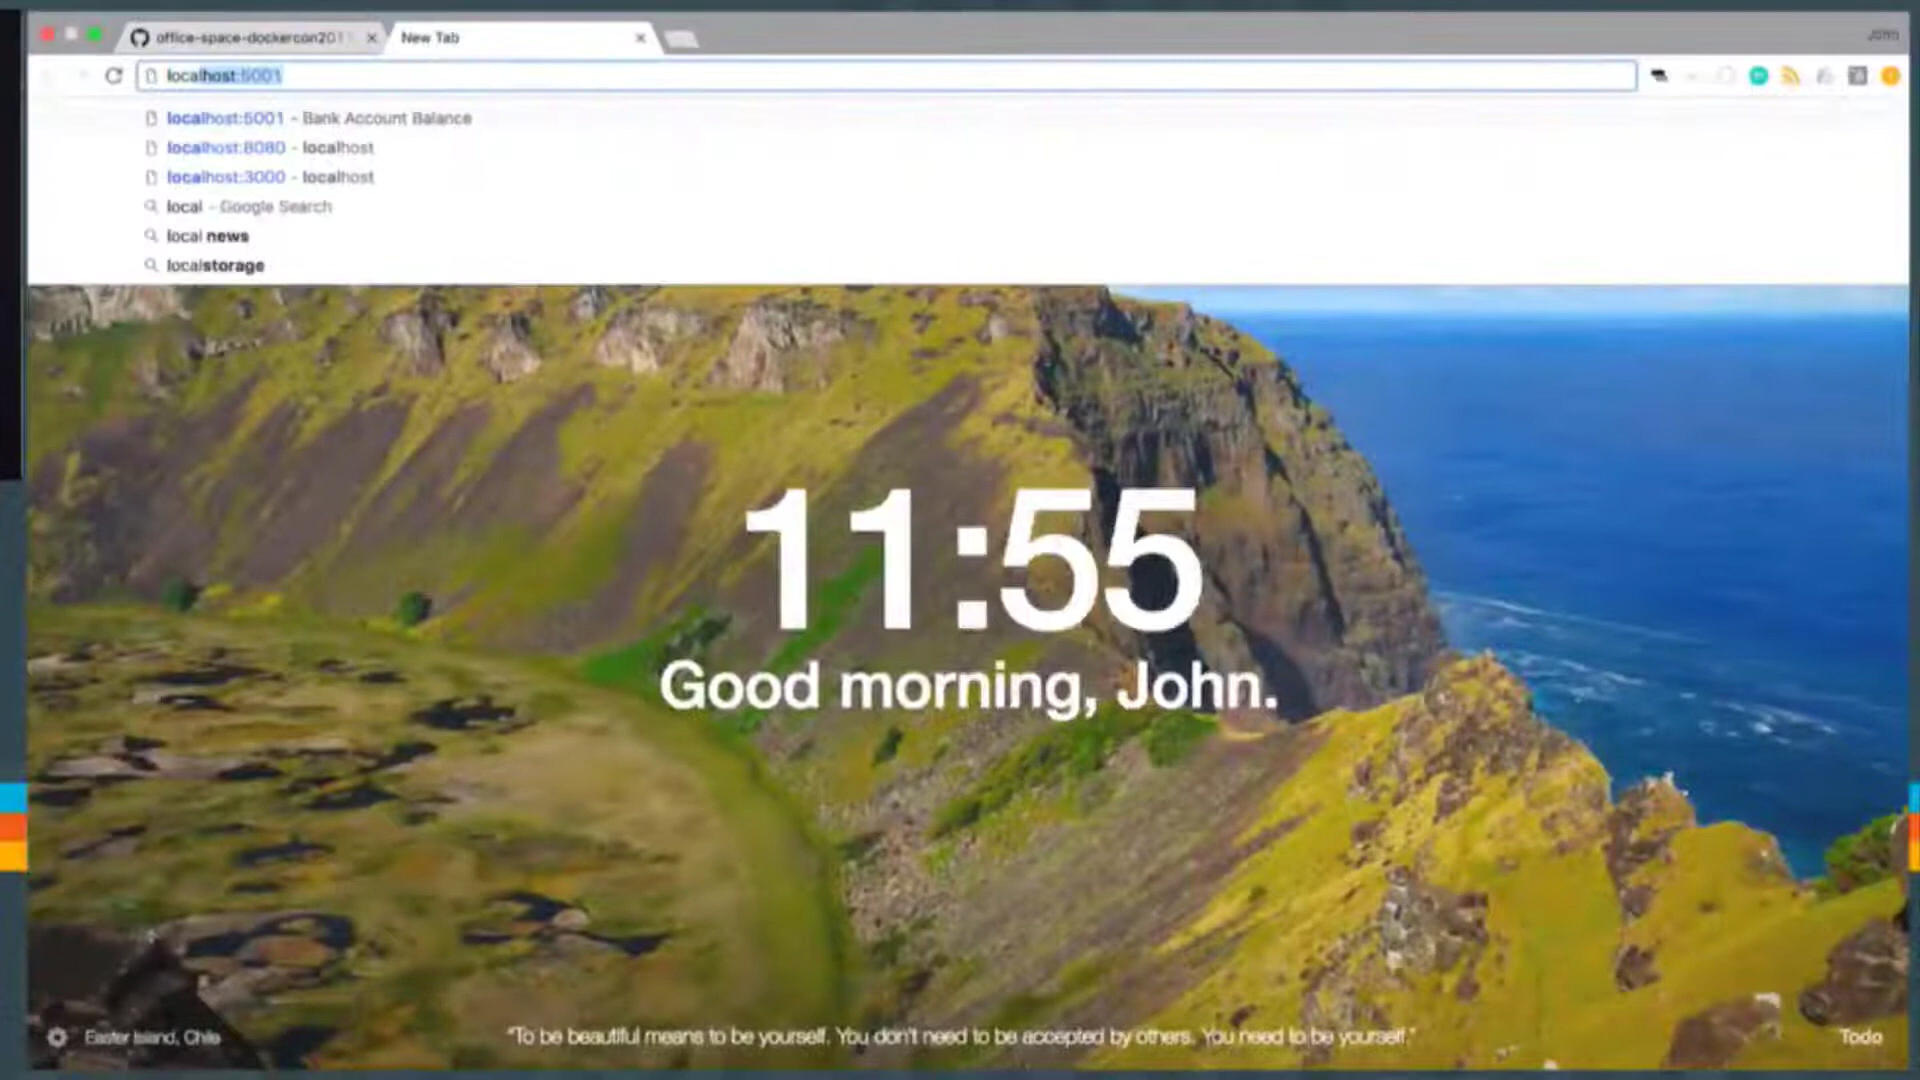 office-space-dockercon201
New Tab
John
localhost:5001
localhost:5001 - Bank Account Balance
localhost:8080 - localhost
localhost:3000 - localhost
local - Google Search
local news
localstorage
11:55
Good morning, John.
Easter Island, Chile
"To be beautiful means to be yourself. You don't need to be accepted by others. You need to be yourself."
Todo